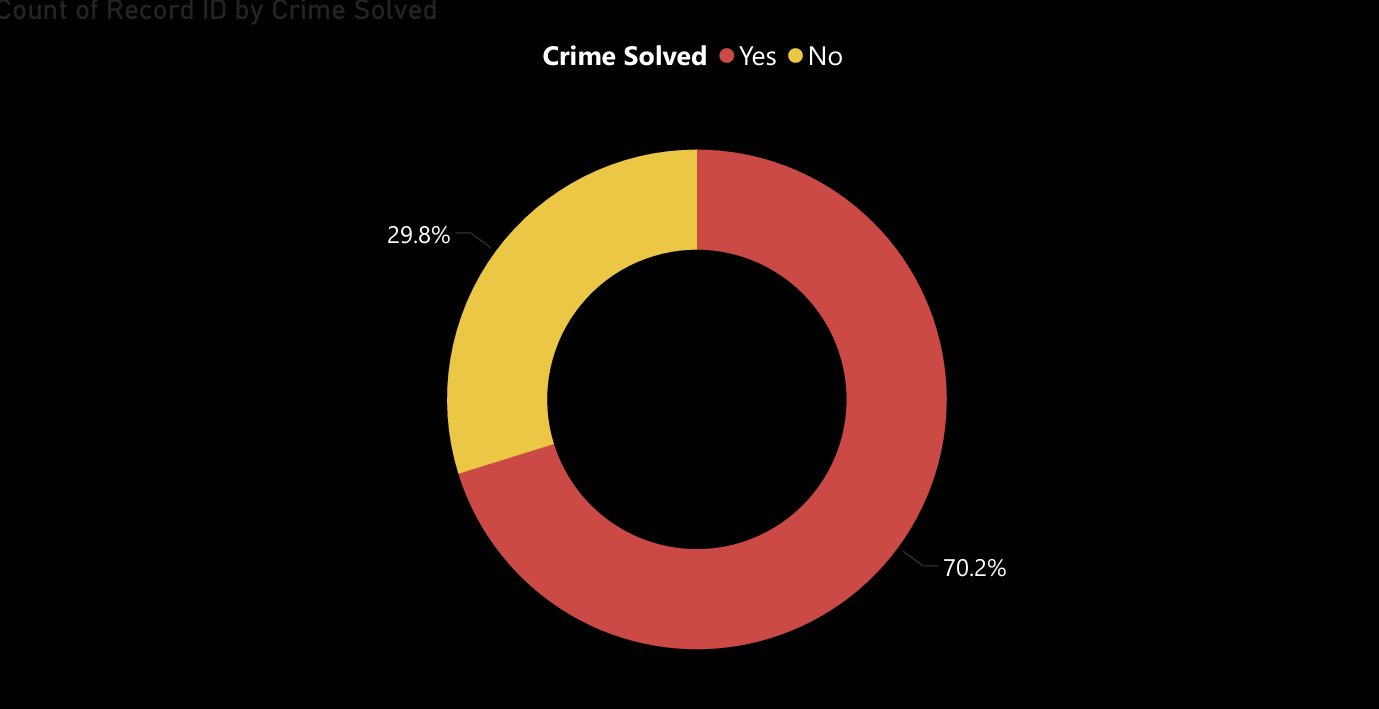 Count of Record ID by Crime Solved
Crime Solved Yes No
29.8%
70.2%